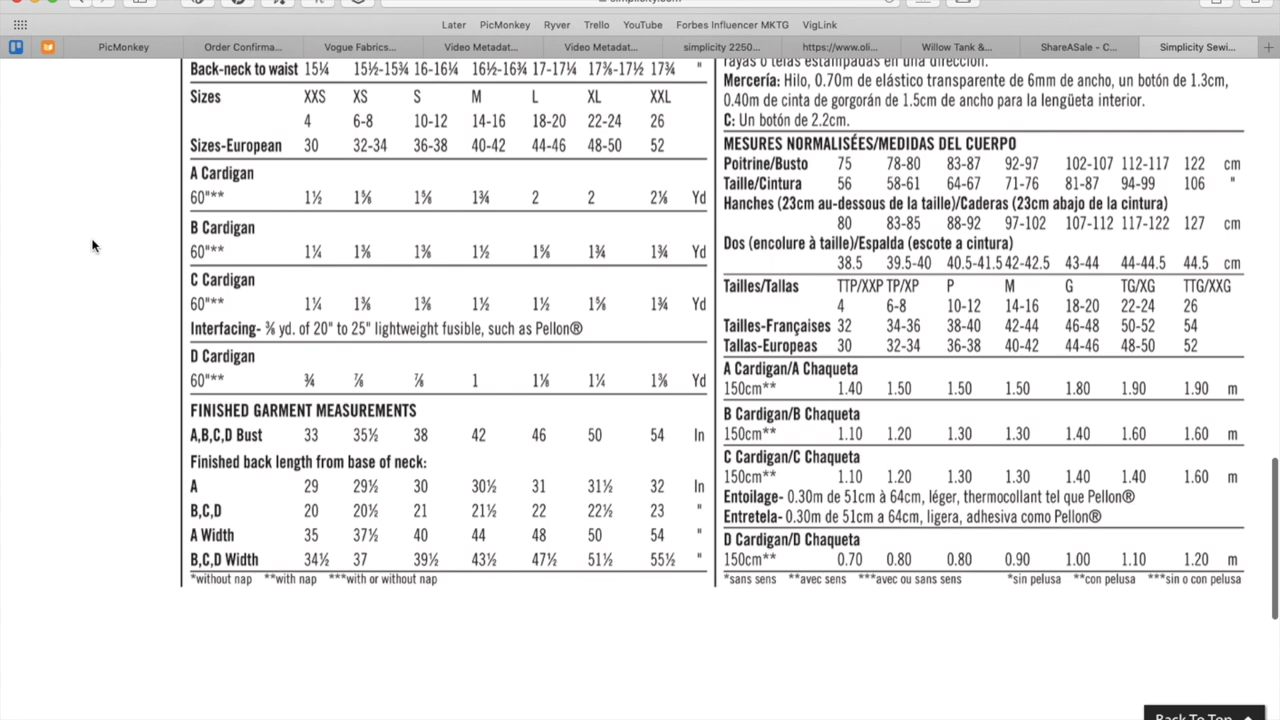 simplicity.com
Later PicMonkey Ryver Trello YouTube Forbes Influencer MKTG VigLink
PicMonkey Order Confirma... Vogue Fabrics... Video Metadat... Video Metadat... simplicity 2250... https://www.oli... Willow Tank &... ShareASale - C... Simplicity Sewi...
Back-neck to waist 15¼ 15½-15¾ 16-16¼ 16½-16¾ 17-17¼ 17⅜-17½ 17¾ "
Sizes XXS XS S M L XL XXL
4 6-8 10-12 14-16 18-20 22-24 26
Sizes-European 30 32-34 36-38 40-42 44-46 48-50 52
A Cardigan
60"** 1½ 1⅝ 1⅝ 1¾ 2 2 2⅛ Yd
B Cardigan
60"** 1¼ 1⅜ 1⅜ 1½ 1⅝ 1¾ 1¾ Yd
C Cardigan
60"** 1¼ 1⅜ 1⅜ 1½ 1½ 1⅝ 1¾ Yd
Interfacing- ⅜ yd. of 20" to 25" lightweight fusible, such as Pellon®
D Cardigan
60"** ¾ ⅞ ⅞ 1 1⅛ 1¼ 1⅜ Yd
FINISHED GARMENT MEASUREMENTS
A,B,C,D Bust 33 35½ 38 42 46 50 54 In
Finished back length from base of neck:
A 29 29½ 30 30½ 31 31½ 32 In
B,C,D 20 20½ 21 21½ 22 22½ 23 "
A Width 35 37½ 40 44 48 50 54 "
B,C,D Width 34½ 37 39½ 43½ 47½ 51½ 55½ "
*without nap **with nap ***with or without nap
rayas o telas estampadas en una dirección.
Mercería: Hilo, 0.70m de elástico transparente de 6mm de ancho, un botón de 1.3cm,
0.40m de cinta de gorgorán de 1.5cm de ancho para la lengüeta interior.
C: Un botón de 2.2cm.
MESURES NORMALISÉES/MEDIDAS DEL CUERPO
Poitrine/Busto 75 78-80 83-87 92-97 102-107 112-117 122 cm
Taille/Cintura 56 58-61 64-67 71-76 81-87 94-99 106 "
Hanches (23cm au-dessous de la taille)/Caderas (23cm abajo de la cintura)
80 83-85 88-92 97-102 107-112 117-122 127 cm
Dos (encolure à taille)/Espalda (escote a cintura)
38.5 39.5-40 40.5-41.5 42-42.5 43-44 44-44.5 44.5 cm
Tailles/Tallas TTP/XXP TP/XP P M G TG/XG TTG/XXG
4 6-8 10-12 14-16 18-20 22-24 26
Tailles-Françaises 32 34-36 38-40 42-44 46-48 50-52 54
Tallas-Europeas 30 32-34 36-38 40-42 44-46 48-50 52
A Cardigan/A Chaqueta
150cm** 1.40 1.50 1.50 1.50 1.80 1.90 1.90 m
B Cardigan/B Chaqueta
150cm** 1.10 1.20 1.30 1.30 1.40 1.60 1.60 m
C Cardigan/C Chaqueta
150cm** 1.10 1.20 1.30 1.30 1.40 1.40 1.60 m
Entoilage- 0.30m de 51cm à 64cm, léger, thermocollant tel que Pellon®
Entretela- 0.30m de 51cm a 64cm, ligera, adhesiva como Pellon®
D Cardigan/D Chaqueta
150cm** 0.70 0.80 0.80 0.90 1.00 1.10 1.20 m
*sans sens **avec sens ***avec ou sans sens *sin pelusa **con pelusa ***sin o con pelusa
Back To Top